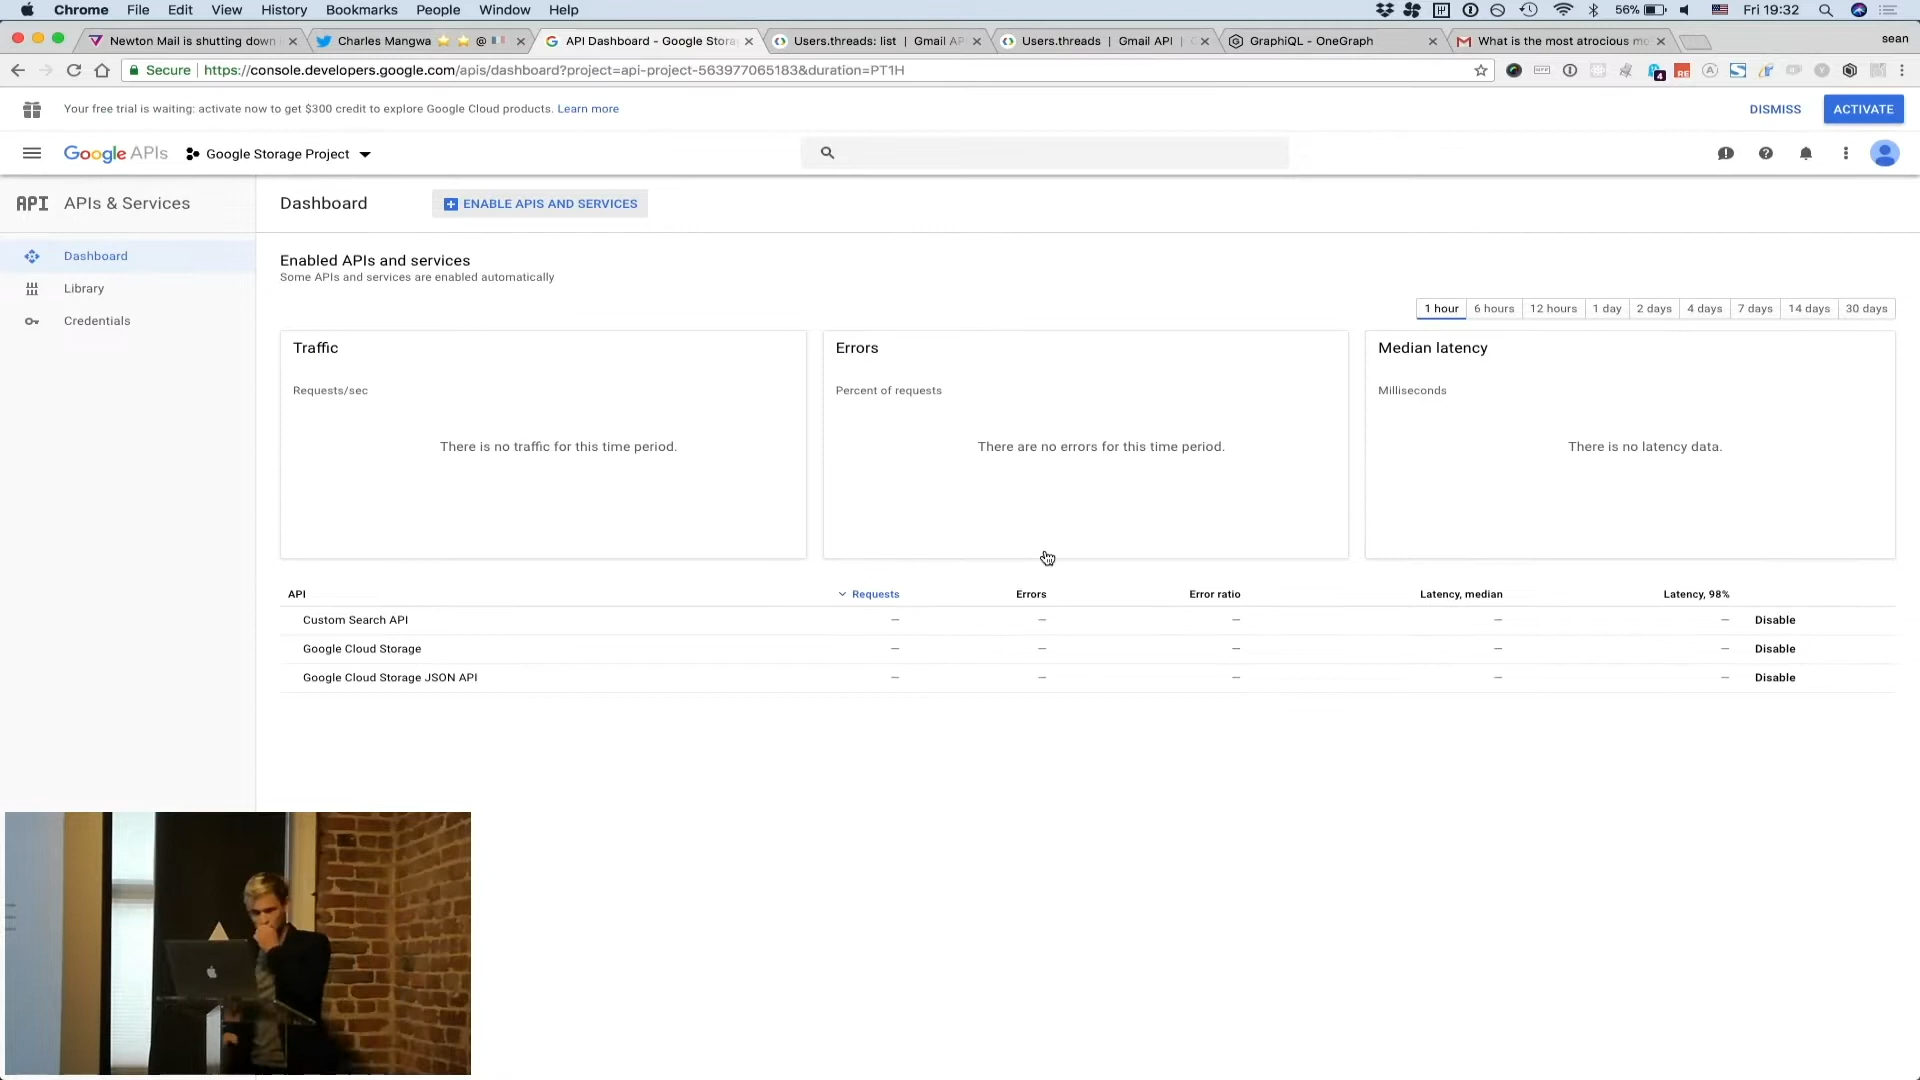 Chrome File Edit View History Bookmarks People Window Help 56% Fri 19:32
Newton Mail is shutting down Charles Mangwa @ API Dashboard - Google Stora Users.threads: list | Gmail AP Users.threads | Gmail API | GraphiQL - OneGraph What is the most atrocious mo sean
Secure https://console.developers.google.com/apis/dashboard?project=api-project-563977065183&duration=PT1H
Your free trial is waiting: activate now to get $300 credit to explore Google Cloud products. Learn more DISMISS ACTIVATE
Google APIs Google Storage Project
API APIs & Services Dashboard ENABLE APIS AND SERVICES
Dashboard
Library
Credentials
Enabled APIs and services
Some APIs and services are enabled automatically
1 hour 6 hours 12 hours 1 day 2 days 4 days 7 days 14 days 30 days
Traffic
Requests/sec
There is no traffic for this time period.
Errors
Percent of requests
There are no errors for this time period.
Median latency
Milliseconds
There is no latency data.
API Requests Errors Error ratio Latency, median Latency, 98%
Custom Search API — — — — — Disable
Google Cloud Storage — — — — — Disable
Google Cloud Storage JSON API — — — — — Disable